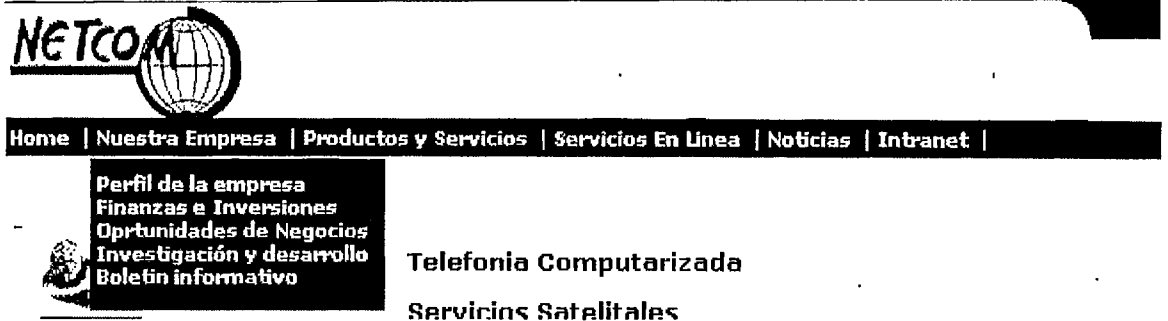 NETCOM
Home | Nuestra Empresa | Productos y Servicios | Servicios En Linea | Noticias | Intranet |
Perfil de la empresa
Finanzas e Inversiones
Oprtunidades de Negocios
Investigación y desarrollo
Boletin informativo
Telefonia Computarizada
Servicios Satelitales